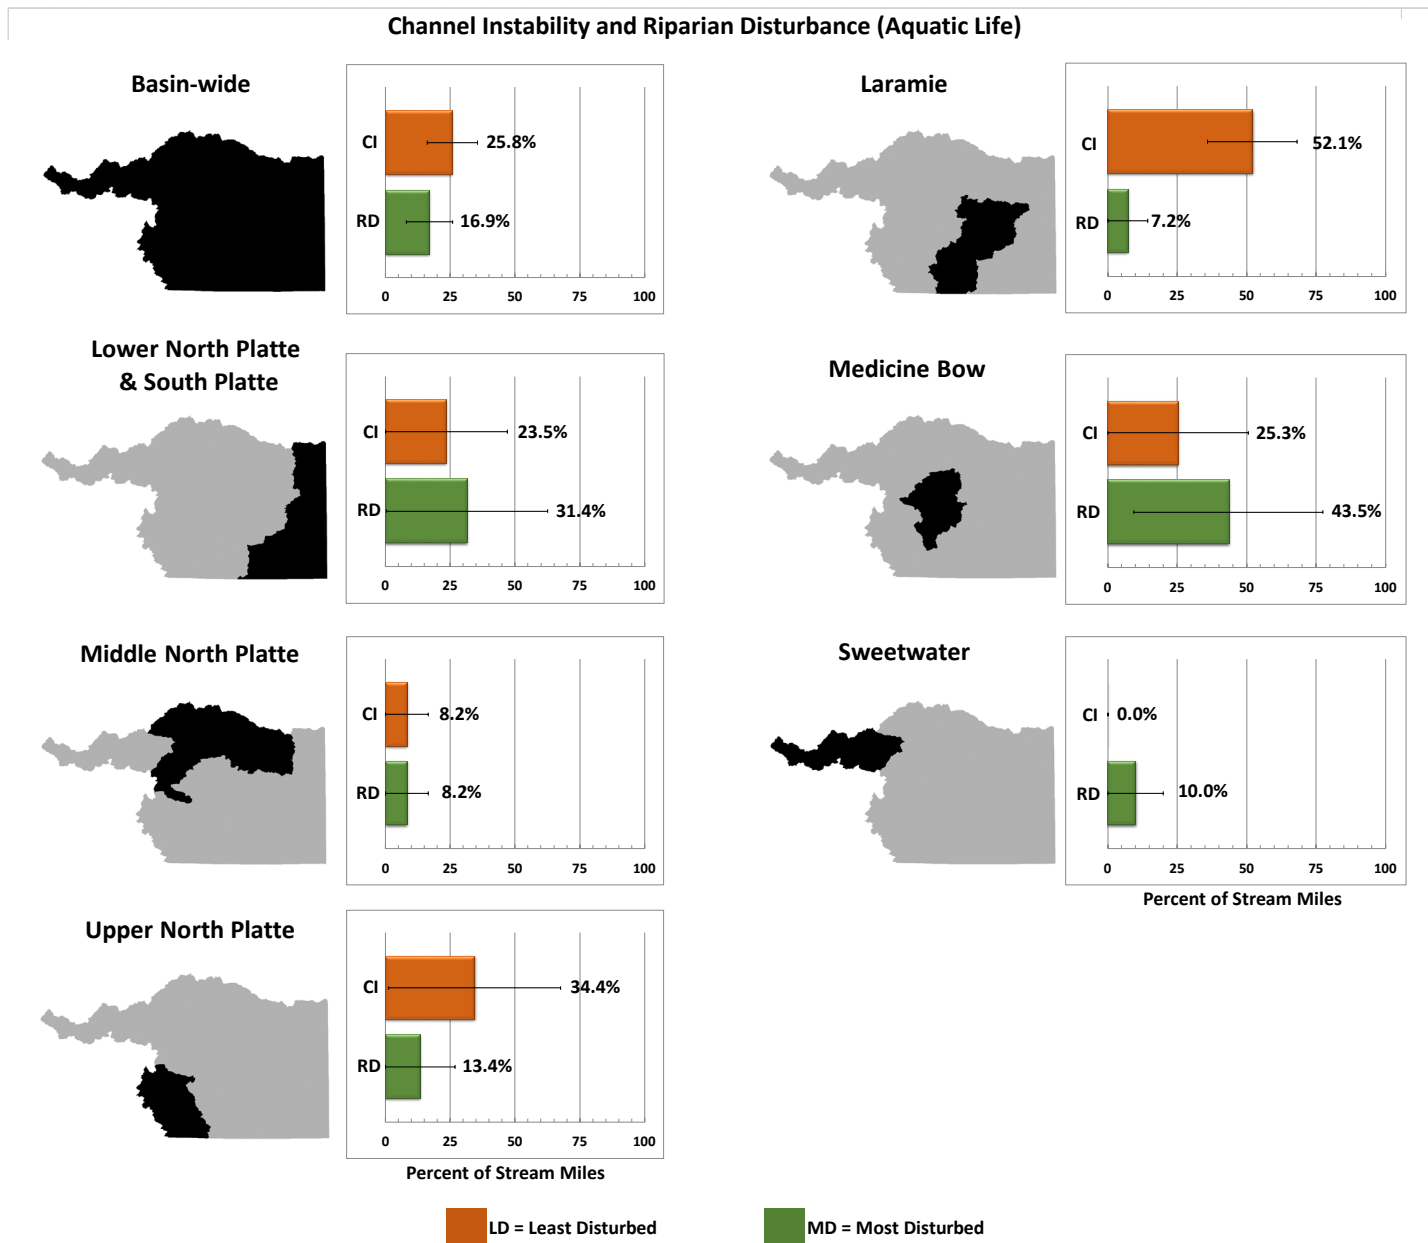 Channel Instability and Riparian Disturbance (Aquatic Life)
Basin-wide
CI
25.8%
RD
16.9%
0 25 50 75 100
Laramie
CI
52.1%
RD
7.2%
0 25 50 75 100
Lower North Platte
& South Platte
CI
23.5%
RD
31.4%
0 25 50 75 100
Medicine Bow
CI
25.3%
RD
43.5%
0 25 50 75 100
Middle North Platte
CI
8.2%
RD
8.2%
0 25 50 75 100
Sweetwater
CI
0.0%
RD
10.0%
0 25 50 75 100
Percent of Stream Miles
Upper North Platte
CI
34.4%
RD
13.4%
0 25 50 75 100
Percent of Stream Miles
LD = Least Disturbed
MD = Most Disturbed